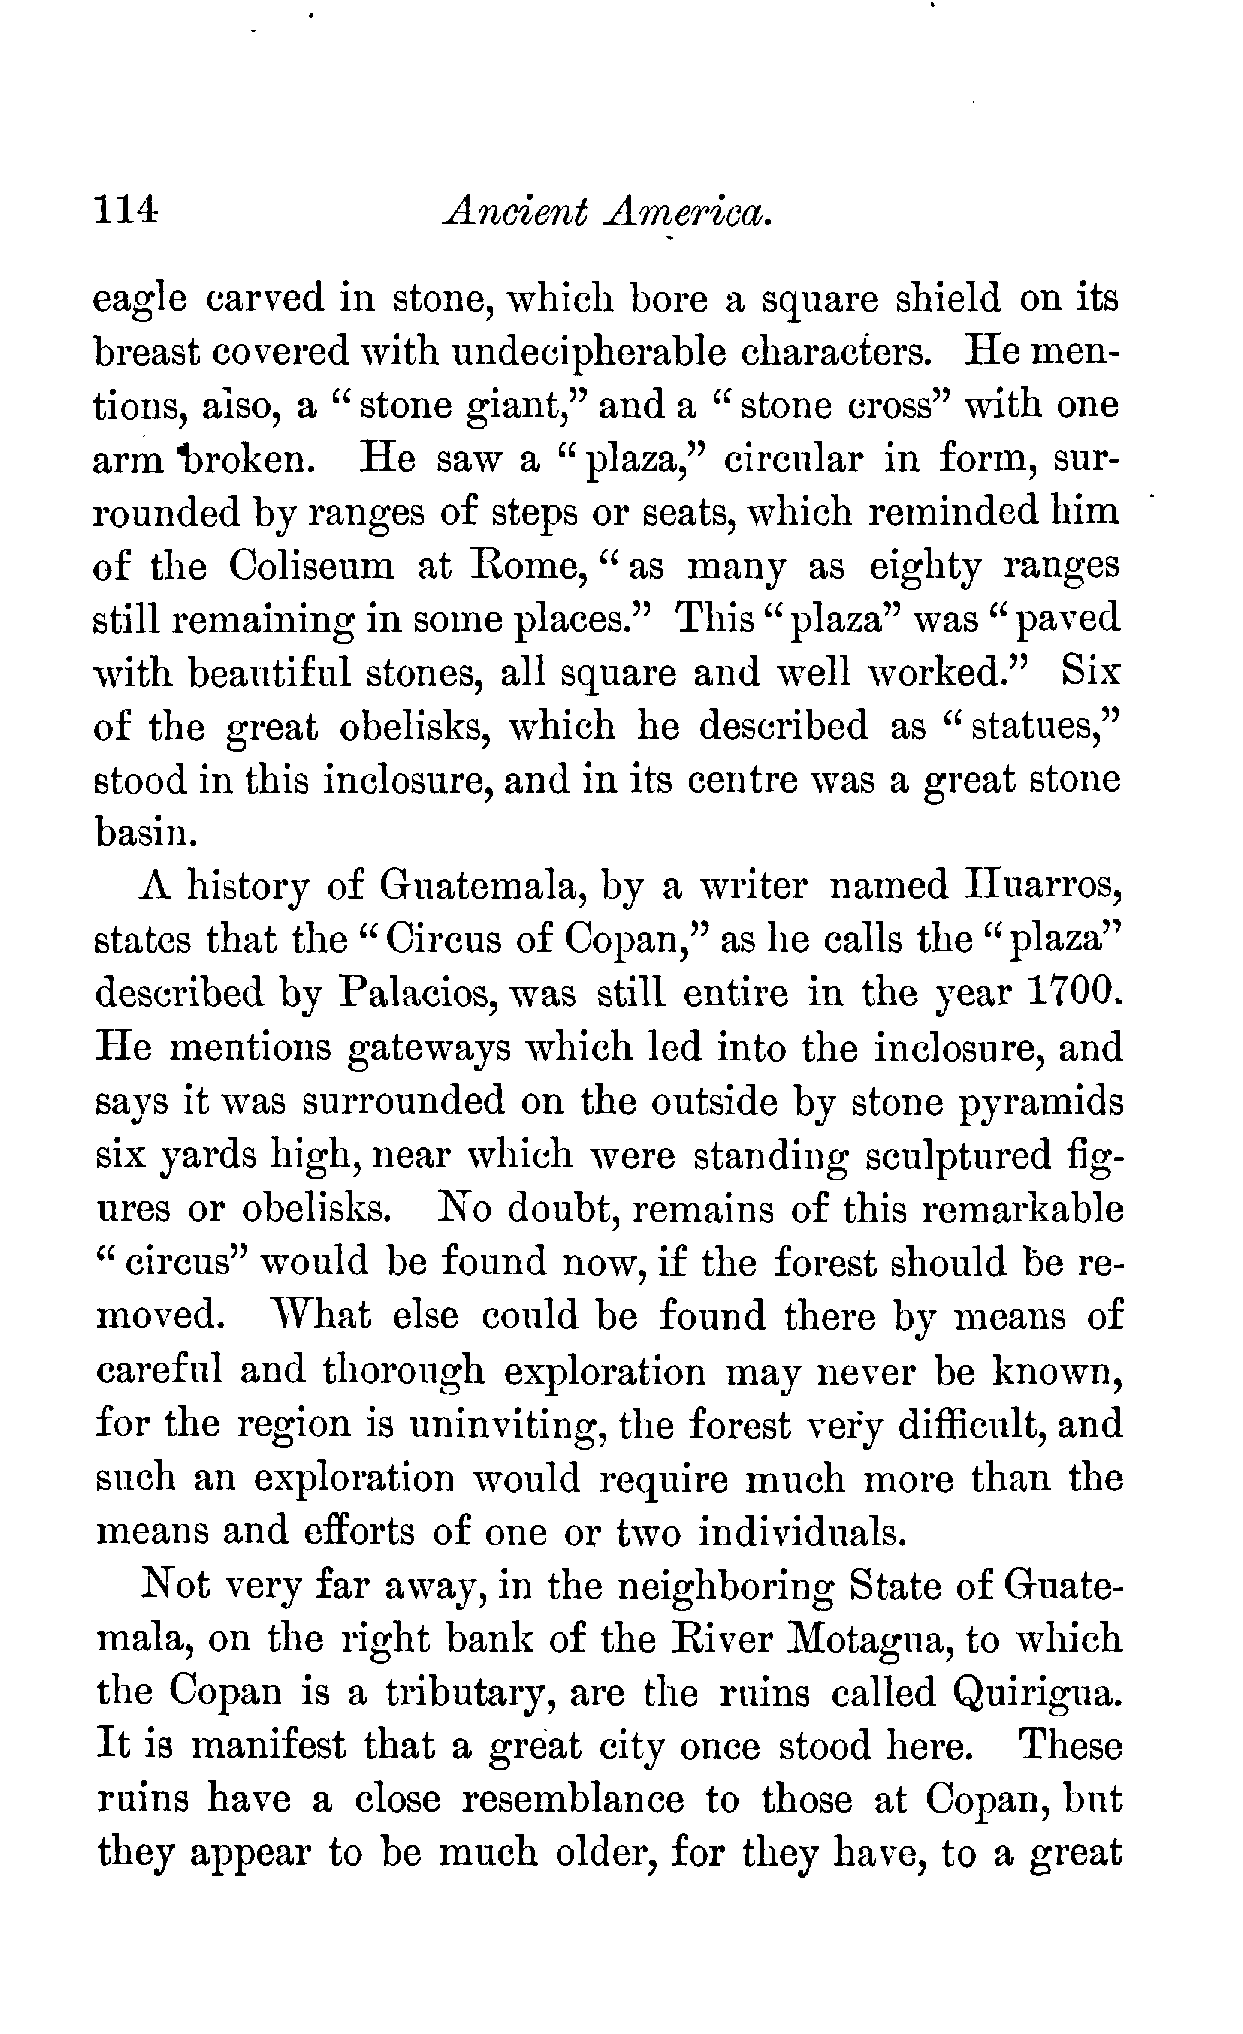 114 Ancient America.
eagle carved in stone, which bore a square shield on its
breast covered with undecipherable characters. He men-
tions, also, a “stone giant,” and a “stone cross” with one
arm broken. He saw a “plaza,” circular in form, sur-
rounded by ranges of steps or seats, which reminded him
of the Coliseum at Rome, “as many as eighty ranges
still remaining in some places.” This “plaza” was “paved
with beautiful stones, all square and well worked.” Six
of the great obelisks, which he described as “statues,”
stood in this inclosure, and in its centre was a great stone
basin.
A history of Guatemala, by a writer named Huarros,
states that the “Circus of Copan,” as he calls the “plaza”
described by Palacios, was still entire in the year 1700.
He mentions gateways which led into the inclosure, and
says it was surrounded on the outside by stone pyramids
six yards high, near which were standing sculptured fig-
ures or obelisks. No doubt, remains of this remarkable
“circus” would be found now, if the forest should be re-
moved. What else could be found there by means of
careful and thorough exploration may never be known,
for the region is uninviting, the forest very difficult, and
such an exploration would require much more than the
means and efforts of one or two individuals.
Not very far away, in the neighboring State of Guate-
mala, on the right bank of the River Motagua, to which
the Copan is a tributary, are the ruins called Quirigua.
It is manifest that a great city once stood here. These
ruins have a close resemblance to those at Copan, but
they appear to be much older, for they have, to a great